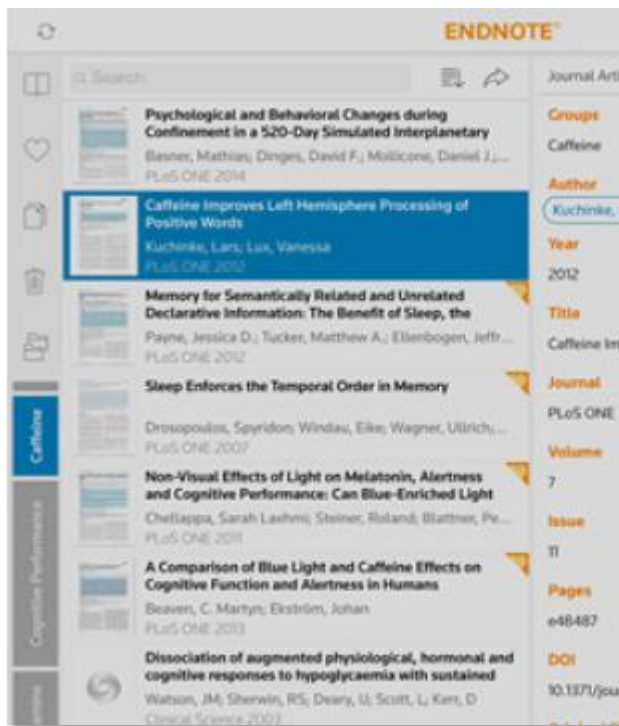 ENDNOTE™
Search
Psychological and Behavioral Changes during
Confinement in a 520-Day Simulated Interplanetary
Basner, Mathias; Dinges, David F.; Mollicone, Daniel J.;...
PLoS ONE 2014
Caffeine Improves Left Hemisphere Processing of
Positive Words
Kuchinke, Lars; Lux, Vanessa
PLoS ONE 2012
Memory for Semantically Related and Unrelated
Declarative Information: The Benefit of Sleep, the
Payne, Jessica D.; Tucker, Matthew A.; Ellenbogen, Jeffr...
PLoS ONE 2012
Sleep Enforces the Temporal Order in Memory
Drosopoulos, Spyridon; Windau, Eike; Wagner, Ullrich;...
PLoS ONE 2007
Non-Visual Effects of Light on Melatonin, Alertness
and Cognitive Performance: Can Blue-Enriched Light
Chellappa, Sarah Laxhmi; Steiner, Roland; Blattner, Pe...
PLoS ONE 2011
A Comparison of Blue Light and Caffeine Effects on
Cognitive Function and Alertness in Humans
Beaven, C. Martyn; Ekström, Johan
PLoS ONE 2013
Dissociation of augmented physiological, hormonal and
cognitive responses to hypoglycaemia with sustained
Watson, JM; Sherwin, RS; Deary, IJ; Scott, L; Kerr, D
Clinical Science 2003
Caffeine
Cognitive Performance
Journal Arti
Groups
Caffeine
Author
Kuchinke,
Year
2012
Title
Caffeine Im
Journal
PLoS ONE
Volume
7
Issue
11
Pages
e48487
DOI
10.1371/jou